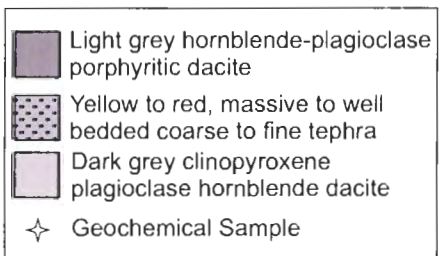 Light grey hornblende-plagioclase
porphyritic dacite
Yellow to red, massive to well
bedded coarse to fine tephra
Dark grey clinopyroxene
plagioclase hornblende dacite
Geochemical Sample